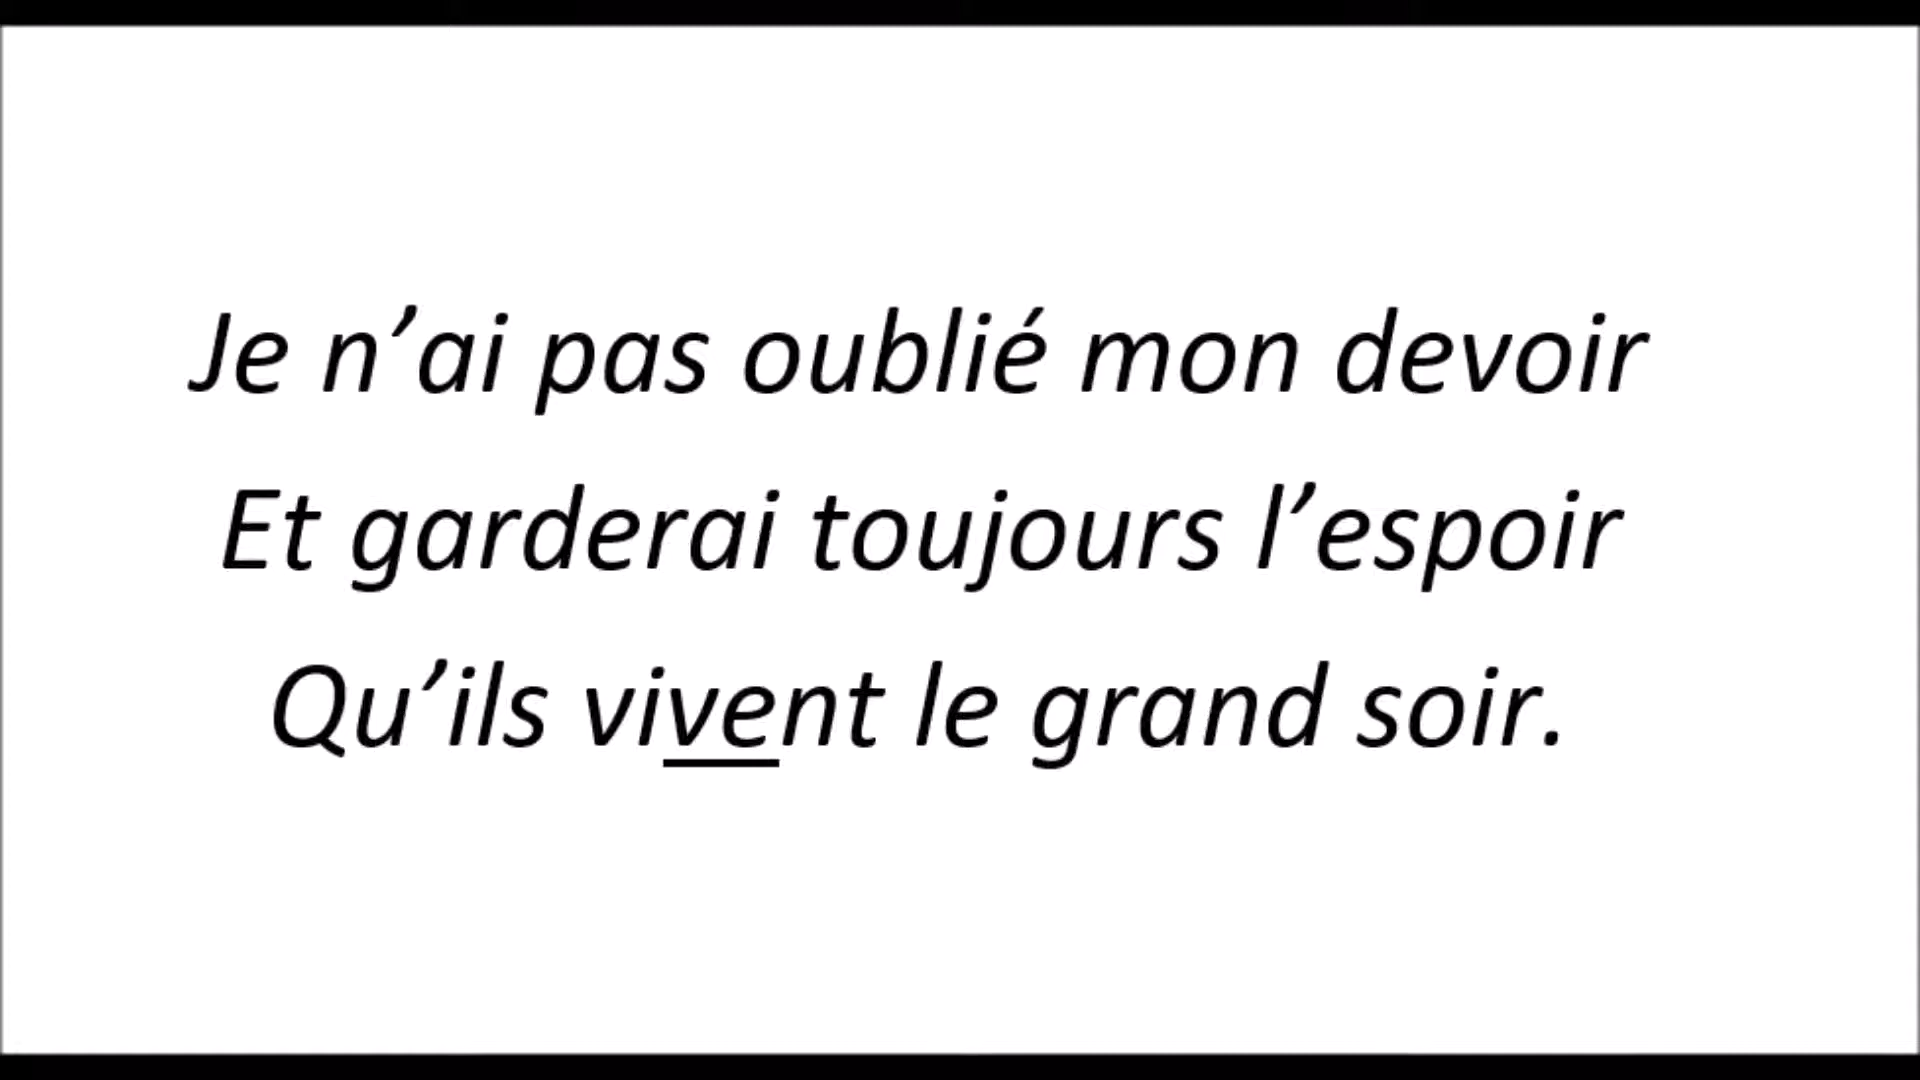 Je n’ai pas oublié mon devoir
Et garderai toujours l’espoir
Qu’ils vivent le grand soir.